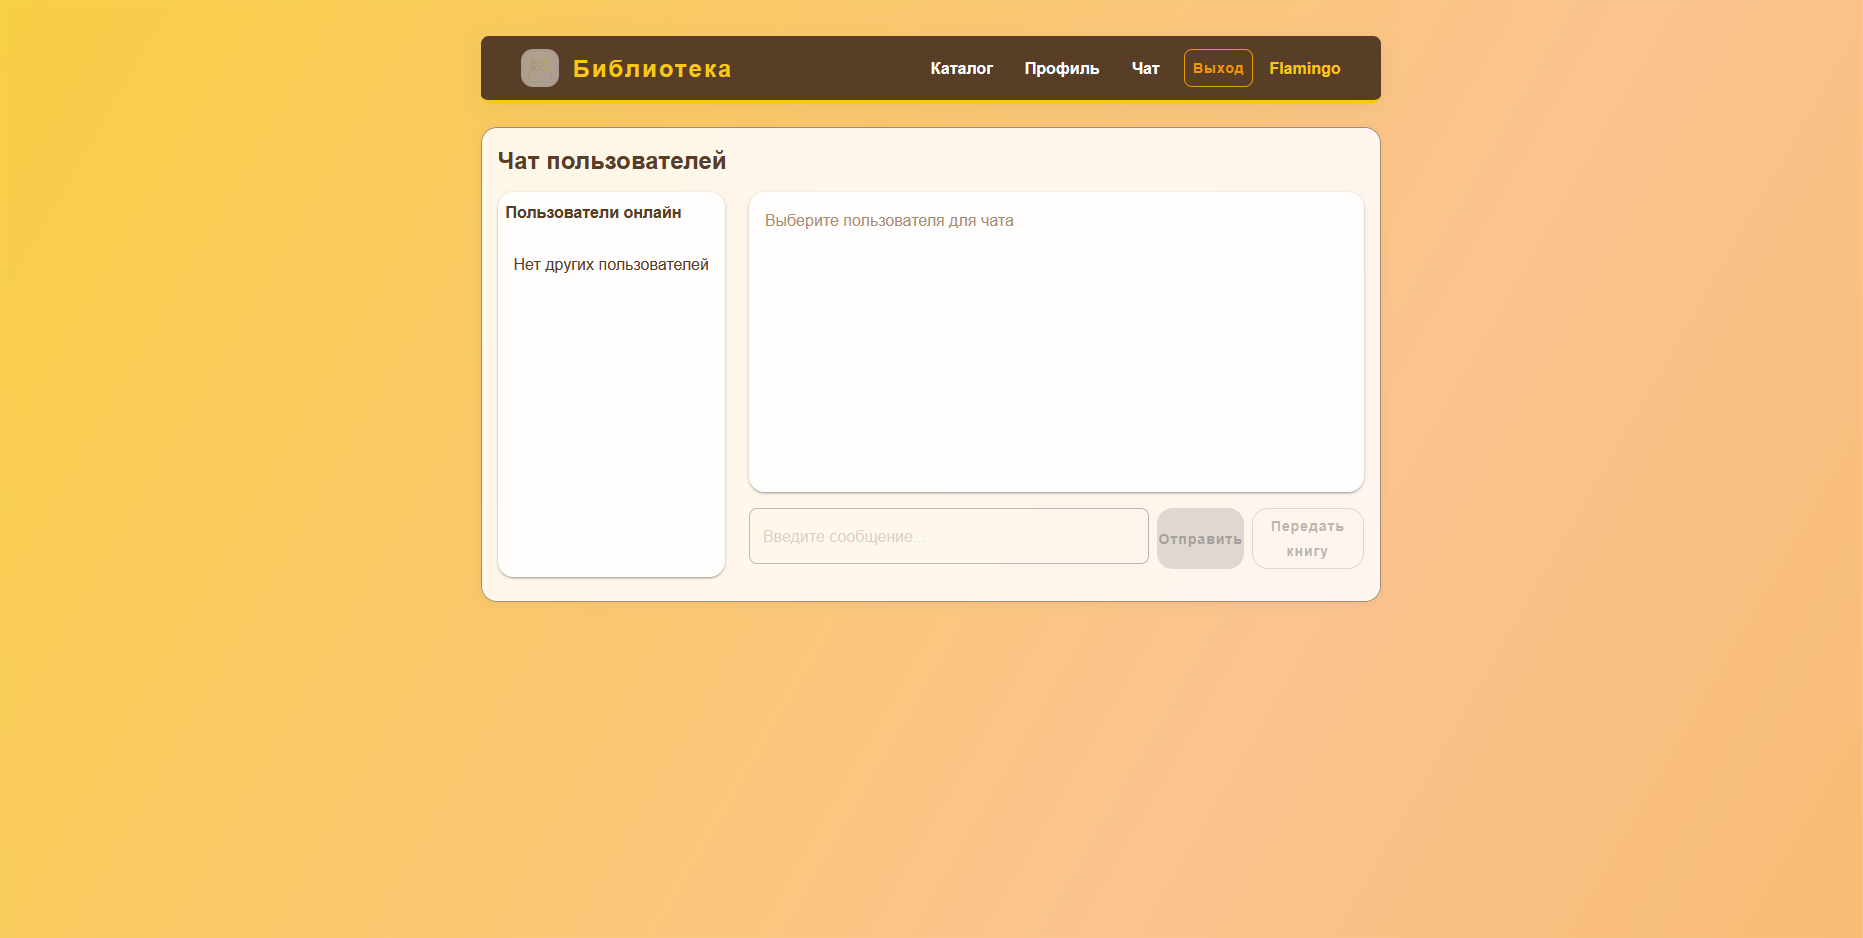 Библиотека
Каталог
Профиль
Чат
Выход
Flamingo
Чат пользователей
Пользователи онлайн
Нет других пользователей
Выберите пользователя для чата
Введите сообщение...
Отправить
Передать
книгу